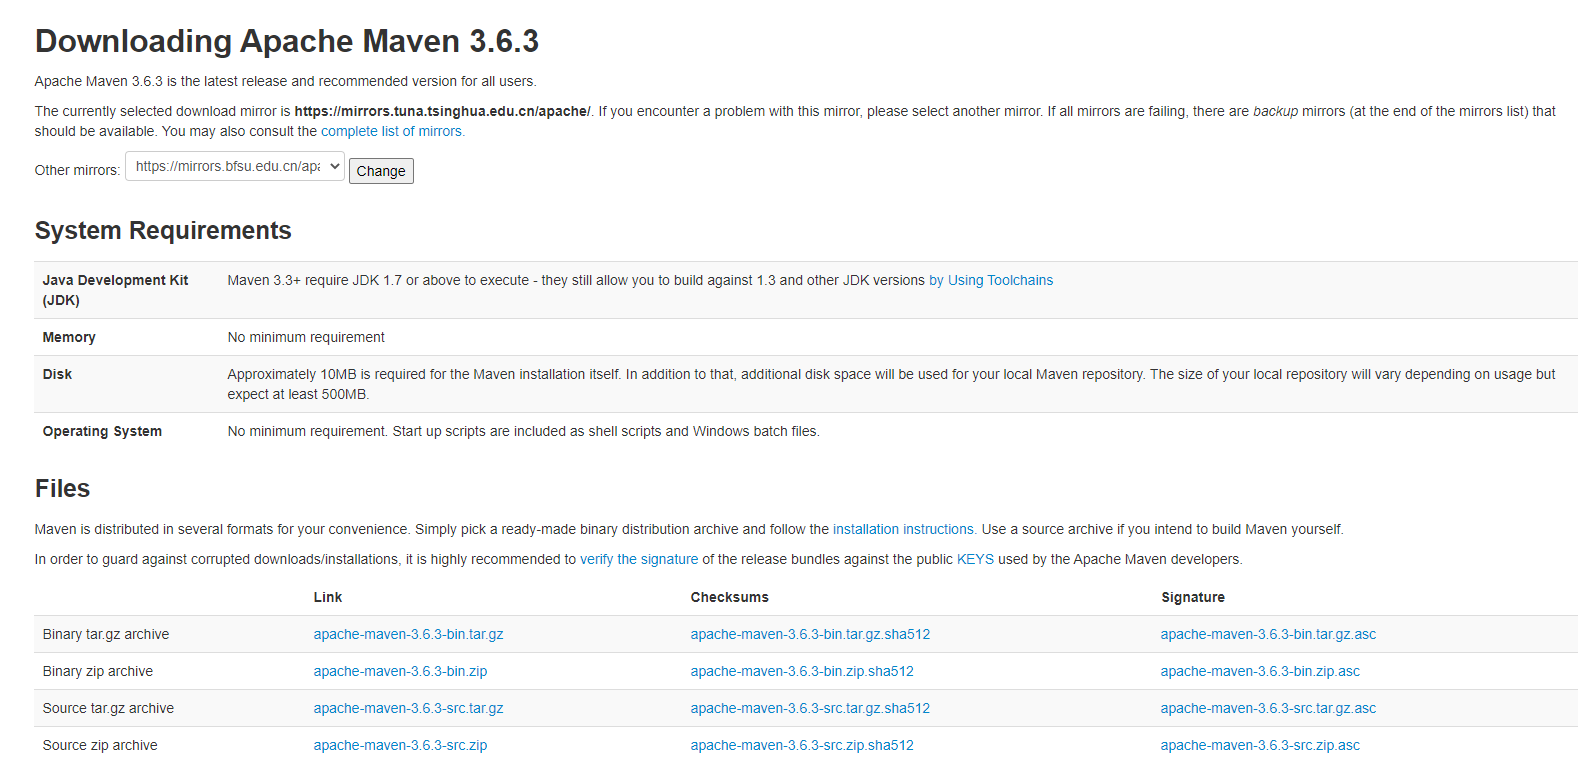 Downloading Apache Maven 3.6.3
Apache Maven 3.6.3 is the latest release and recommended version for all users.
The currently selected download mirror is https://mirrors.tuna.tsinghua.edu.cn/apache/. If you encounter a problem with this mirror, please select another mirror. If all mirrors are failing, there are backup mirrors (at the end of the mirrors list) that
should be available. You may also consult the complete list of mirrors.
Other mirrors: https://mirrors.bfsu.edu.cn/apa Change
System Requirements
Java Development Kit Maven 3.3+ require JDK 1.7 or above to execute - they still allow you to build against 1.3 and other JDK versions by Using Toolchains
(JDK)
Memory No minimum requirement
Disk Approximately 10MB is required for the Maven installation itself. In addition to that, additional disk space will be used for your local Maven repository. The size of your local repository will vary depending on usage but
expect at least 500MB.
Operating System No minimum requirement. Start up scripts are included as shell scripts and Windows batch files.
Files
Maven is distributed in several formats for your convenience. Simply pick a ready-made binary distribution archive and follow the installation instructions. Use a source archive if you intend to build Maven yourself.
In order to guard against corrupted downloads/installations, it is highly recommended to verify the signature of the release bundles against the public KEYS used by the Apache Maven developers.
Link Checksums Signature
Binary tar.gz archive apache-maven-3.6.3-bin.tar.gz apache-maven-3.6.3-bin.tar.gz.sha512 apache-maven-3.6.3-bin.tar.gz.asc
Binary zip archive apache-maven-3.6.3-bin.zip apache-maven-3.6.3-bin.zip.sha512 apache-maven-3.6.3-bin.zip.asc
Source tar.gz archive apache-maven-3.6.3-src.tar.gz apache-maven-3.6.3-src.tar.gz.sha512 apache-maven-3.6.3-src.tar.gz.asc
Source zip archive apache-maven-3.6.3-src.zip apache-maven-3.6.3-src.zip.sha512 apache-maven-3.6.3-src.zip.asc